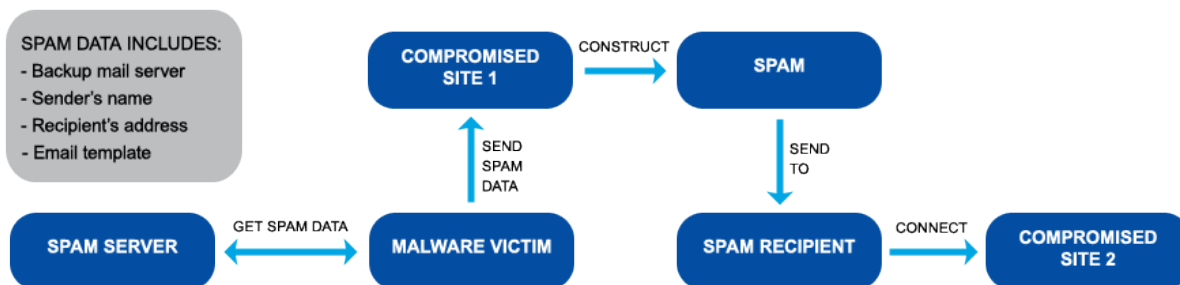 SPAM DATA INCLUDES:
- Backup mail server
- Sender's name
- Recipient's address
- Email template
COMPROMISED
SITE 1
CONSTRUCT
SPAM
SEND
SPAM
DATA
SEND
TO
SPAM SERVER
GET SPAM DATA
MALWARE VICTIM
SPAM RECIPIENT
CONNECT
COMPROMISED
SITE 2